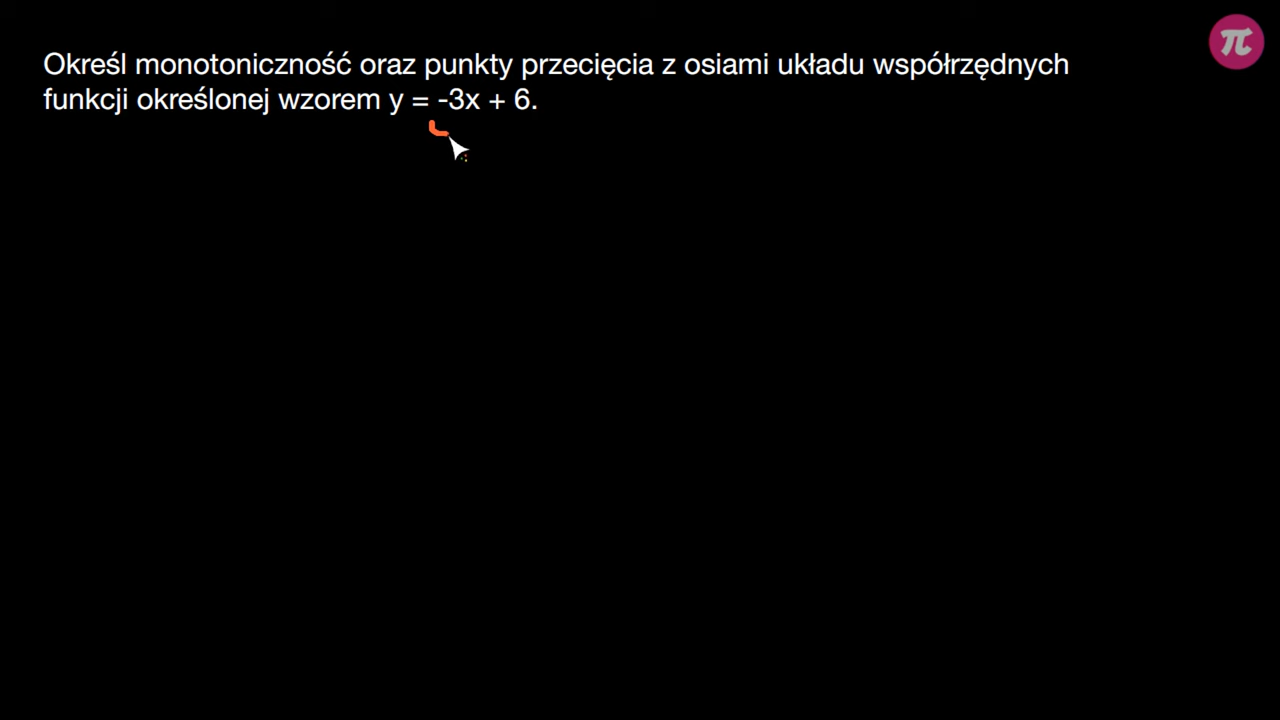 Określ monotoniczność oraz punkty przecięcia z osiami układu współrzędnych
funkcji określonej wzorem y = -3x + 6.
π